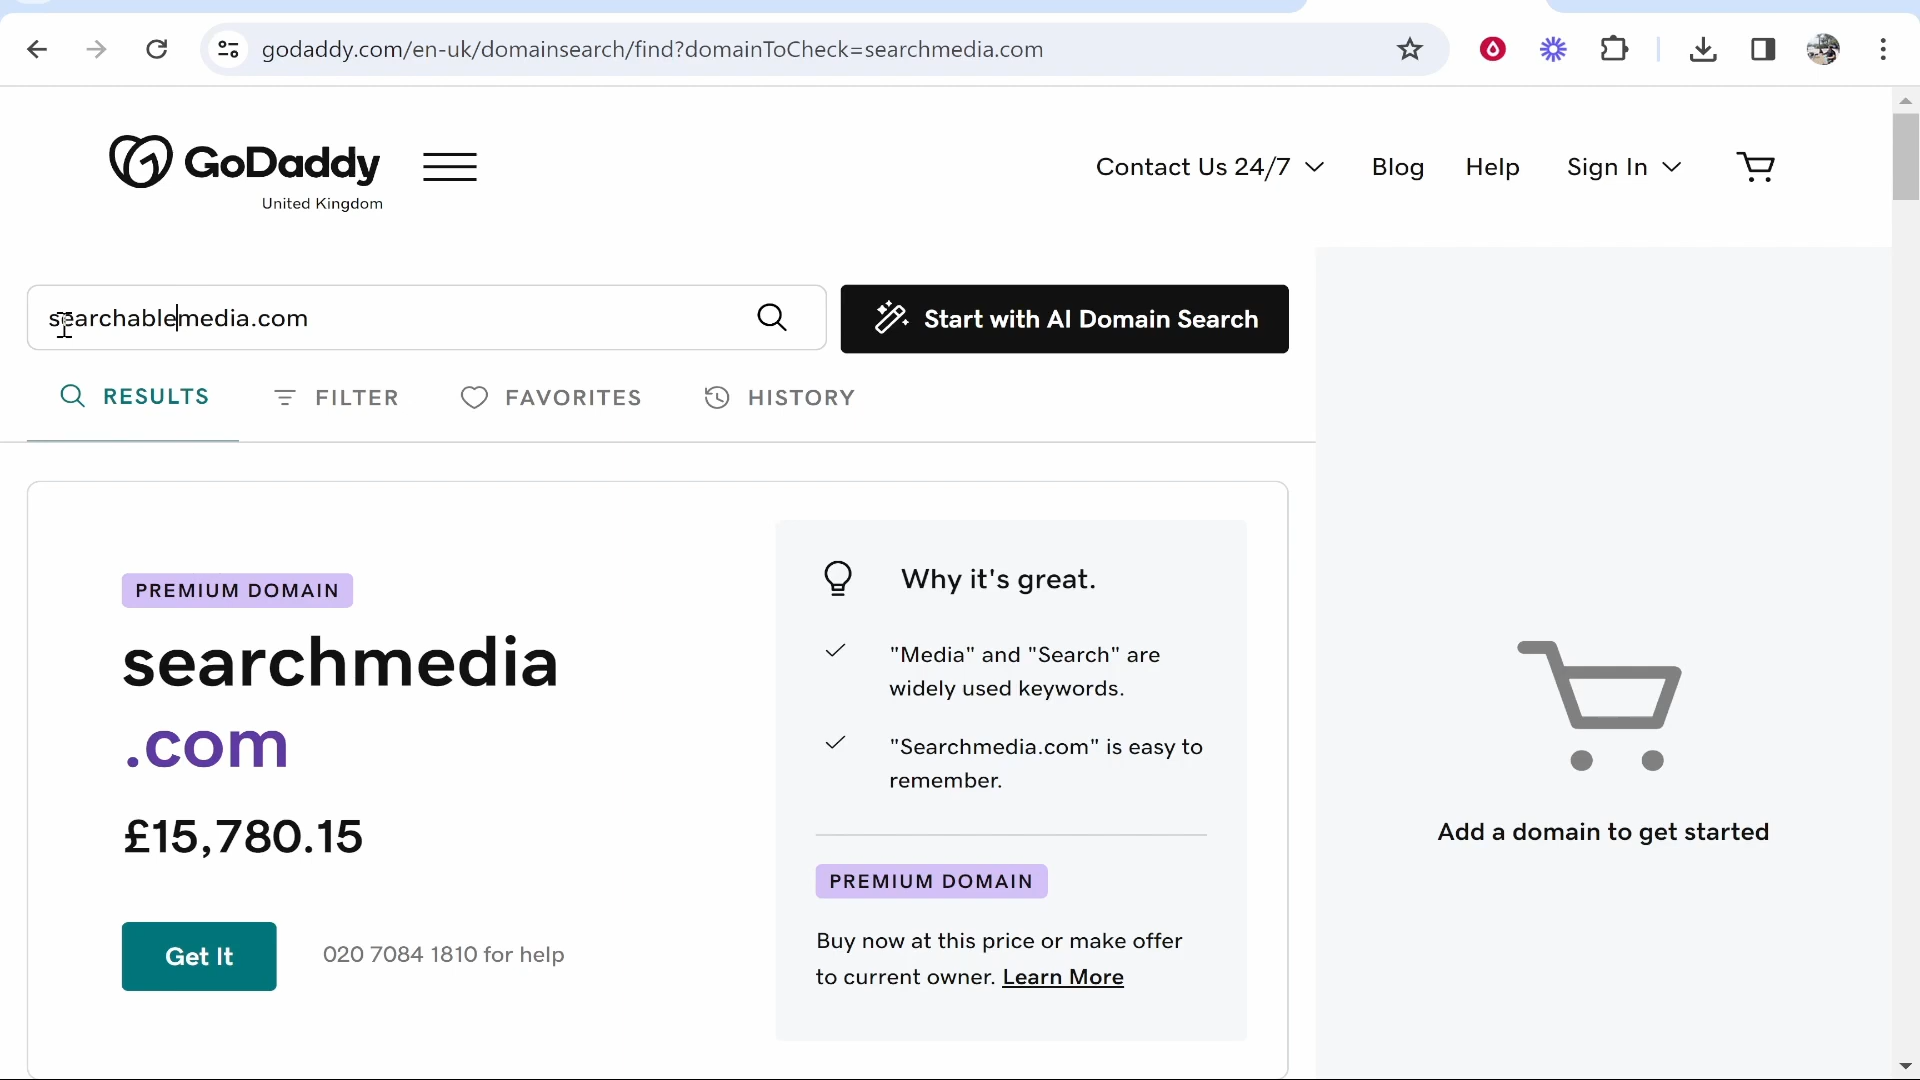 godaddy.com/en-uk/domainsearch/find?domainToCheck=searchmedia.com
GoDaddy
United Kingdom
Contact Us 24/7
Blog
Help
Sign In
searchablemedia.com
Start with AI Domain Search
RESULTS
FILTER
FAVORITES
HISTORY
PREMIUM DOMAIN
searchmedia
.com
£15,780.15
Get It
020 7084 1810 for help
Why it's great.
"Media" and "Search" are
widely used keywords.
"Searchmedia.com" is easy to
remember.
PREMIUM DOMAIN
Buy now at this price or make offer
to current owner. Learn More
Add a domain to get started